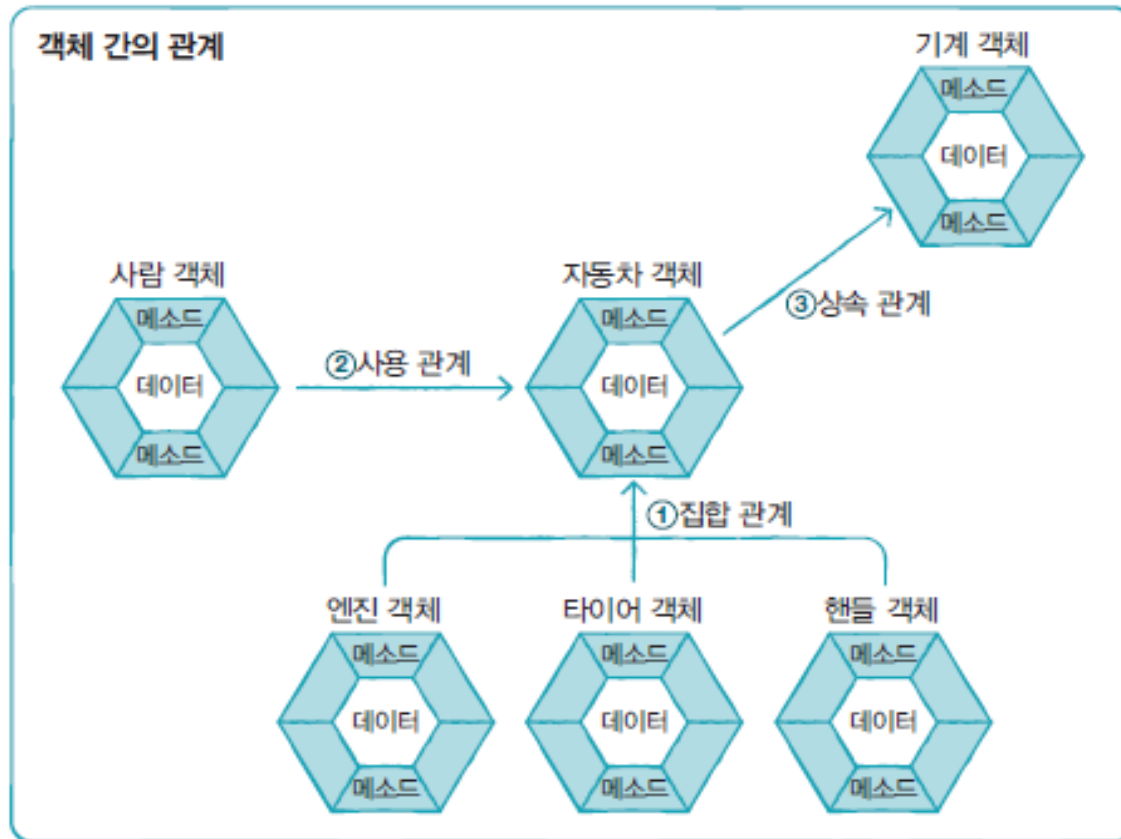 객체 간의 관계
기계 객체
메소드
데이터
메소드
사람 객체
메소드
데이터
메소드
②사용 관계
자동차 객체
메소드
데이터
메소드
③상속 관계
①집합 관계
엔진 객체
메소드
데이터
메소드
타이어 객체
메소드
데이터
메소드
핸들 객체
메소드
데이터
메소드